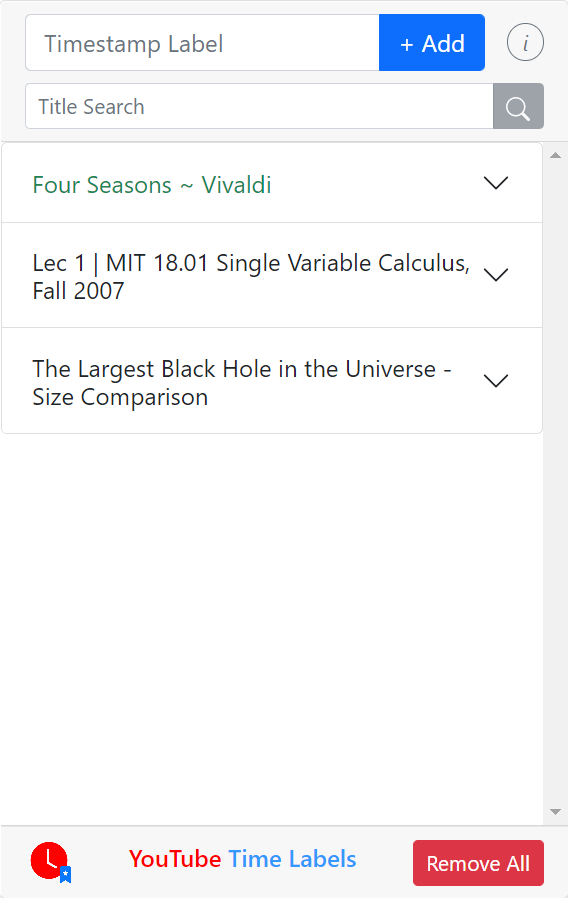 Timestamp Label
+ Add
i
Title Search
Four Seasons ~ Vivaldi
Lec 1 | MIT 18.01 Single Variable Calculus,
Fall 2007
The Largest Black Hole in the Universe -
Size Comparison
YouTube Time Labels
Remove All